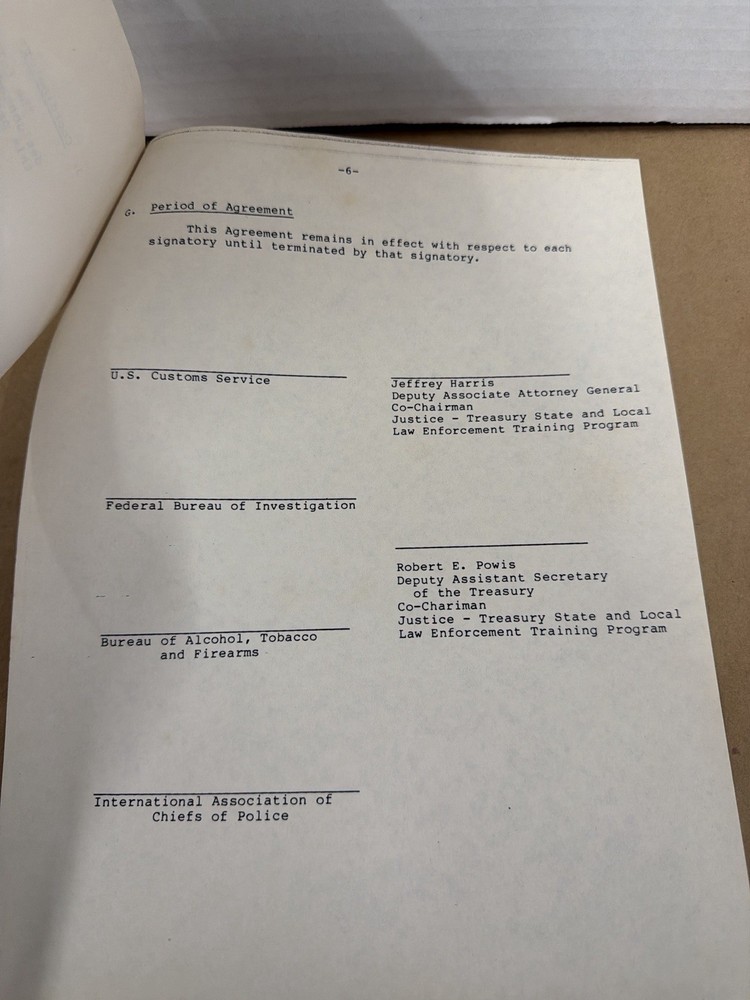 -6-
G. Period of Agreement
This Agreement remains in effect with respect to each
signatory until terminated by that signatory.
U.S. Customs Service
Federal Bureau of Investigation
Bureau of Alcohol, Tobacco
and Firearms
International Association of
Chiefs of Police
Jeffrey Harris
Deputy Associate Attorney General
Co-Chairman
Justice - Treasury State and Local
Law Enforcement Training Program
Robert E. Powis
Deputy Assistant Secretary
of the Treasury
Co-Chariman
Justice - Treasury State and Local
Law Enforcement Training Program